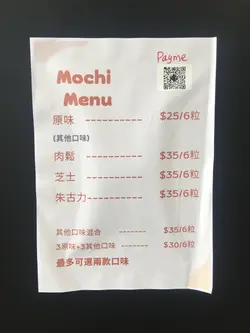 Payme
Mochi
Menu
原味 ---------- $25/6粒
(其他口味)
肉鬆 ---------- $35/6粒
芝士 ---------- $35/6粒
朱古力---------- $35/6粒
其他口味混合 ------- $35/6粒
3原味+3其他口味 ------- $30/6粒
最多可選兩款口味